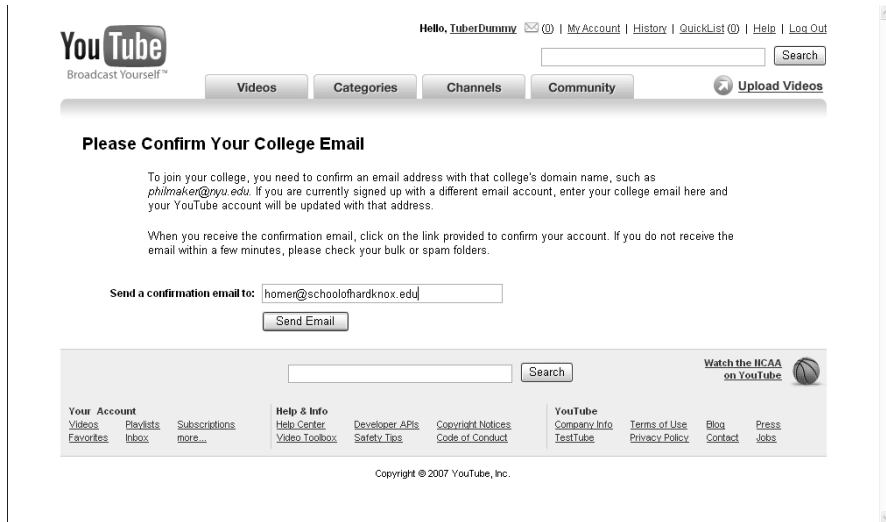 Hello, TuberDummy (0) | My Account | History | QuickList (0) | Help | Log Out
YouTube
Broadcast Yourself™
Search
Videos Categories Channels Community Upload Videos
Please Confirm Your College Email
To join your college, you need to confirm an email address with that college's domain name, such as
philmaker@nyu.edu. If you are currently signed up with a different email account, enter your college email here and
your YouTube account will be updated with that address.
When you receive the confirmation email, click on the link provided to confirm your account. If you do not receive the
email within a few minutes, please check your bulk or spam folders.
Send a confirmation email to: homer@schoolofhardknox.edu
Send Email
Search
Watch the NCAA
on YouTube
Your Account Help & Info YouTube
Videos Playlists Subscriptions Help Center Developer APIs Copyright Notices Company Info Terms of Use Blog Press
Favorites Inbox more... Video Toolbox Safety Tips Code of Conduct TestTube Privacy Policy Contact Jobs
Copyright © 2007 YouTube, Inc.